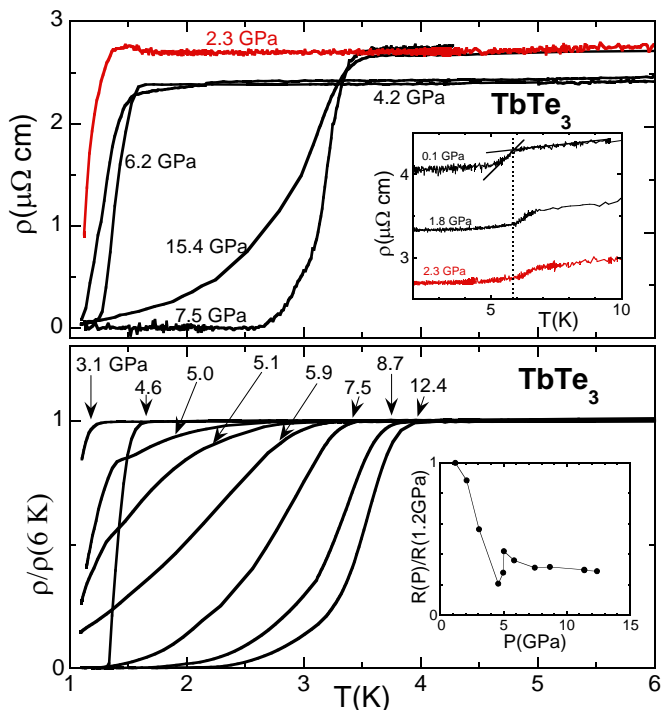 3
2
1
0
ρ(μΩ cm)
2.3 GPa
4.2 GPa
TbTe3
6.2 GPa
15.4 GPa
7.5 GPa
0.1 GPa
1.8 GPa
2.3 GPa
4
3
ρ(μΩ cm)
5 10
T(K)
3.1 GPa
4.6
5.0
5.1
5.9
7.5
8.7
12.4
TbTe3
1
0
ρ/ρ(6 K)
1
0
R(P)/R(1.2GPa)
0 5 10 15
P(GPa)
1 2 3 4 5 6
T(K)